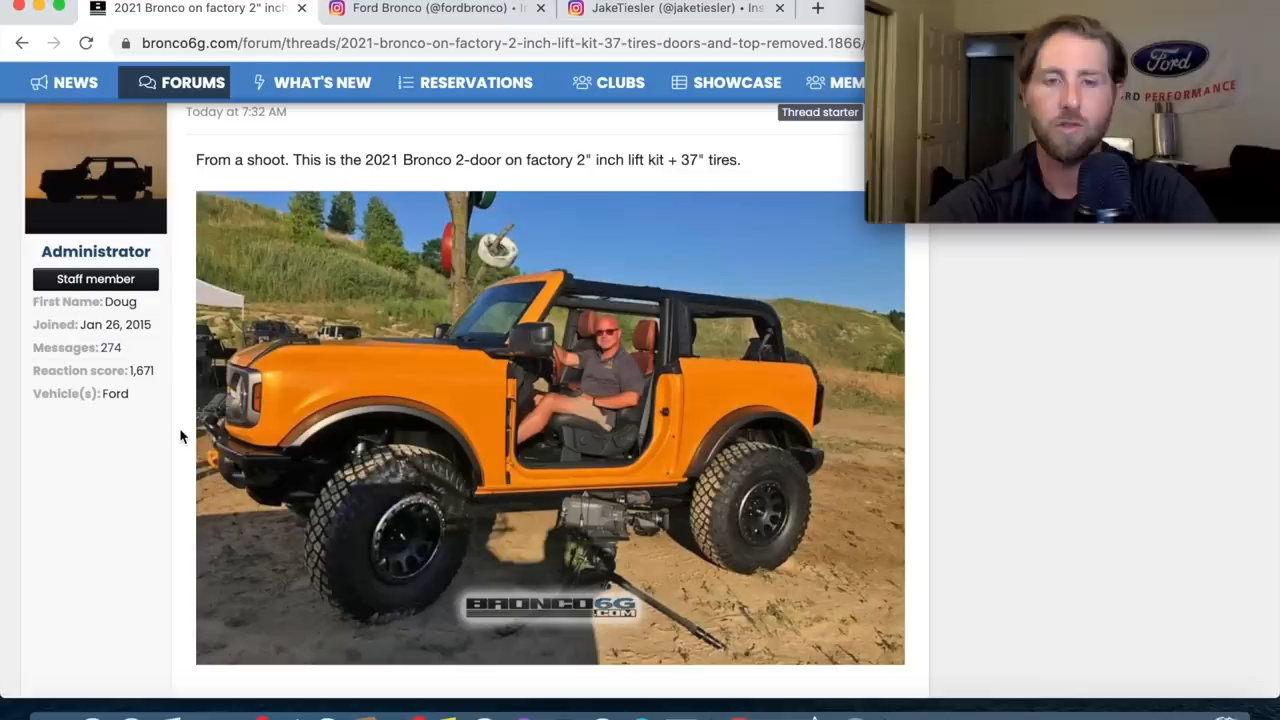 2021 Bronco on factory 2" inch
Ford Bronco (@fordbronco) •
JakeTiesler (@jaketiesler) • Ins
bronco6g.com/forum/threads/2021-bronco-on-factory-2-inch-lift-kit-37-tires-doors-and-top-removed.1866/
NEWS
FORUMS
WHAT'S NEW
RESERVATIONS
CLUBS
SHOWCASE
MEM
Ford
RD PERFORMANCE
Today at 7:32 AM
Thread starter
From a shoot. This is the 2021 Bronco 2-door on factory 2" inch lift kit + 37" tires.
Administrator
Staff member
First Name: Doug
Joined: Jan 26, 2015
Messages: 274
Reaction score: 1,671
Vehicle(s): Ford
BRONCO6G
.COM